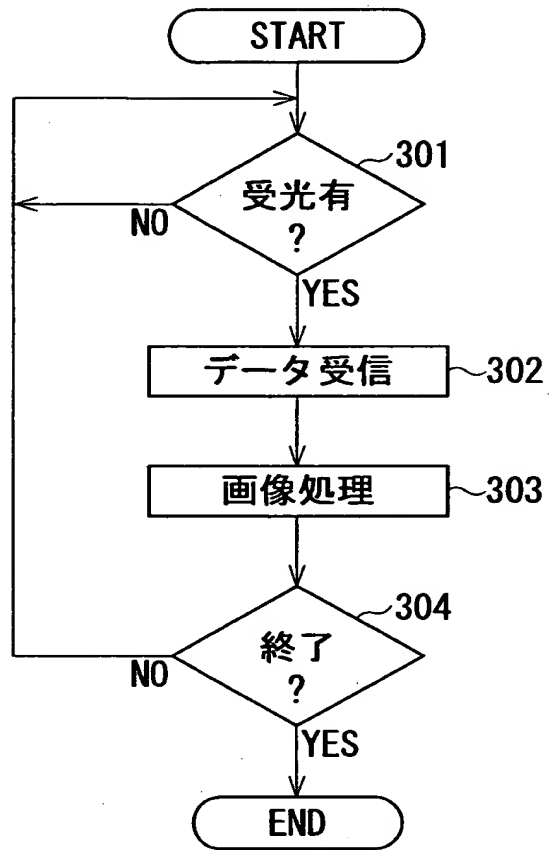 START
301
受光有
?
NO
YES
データ受信
302
画像処理
303
304
終了
?
NO
YES
END